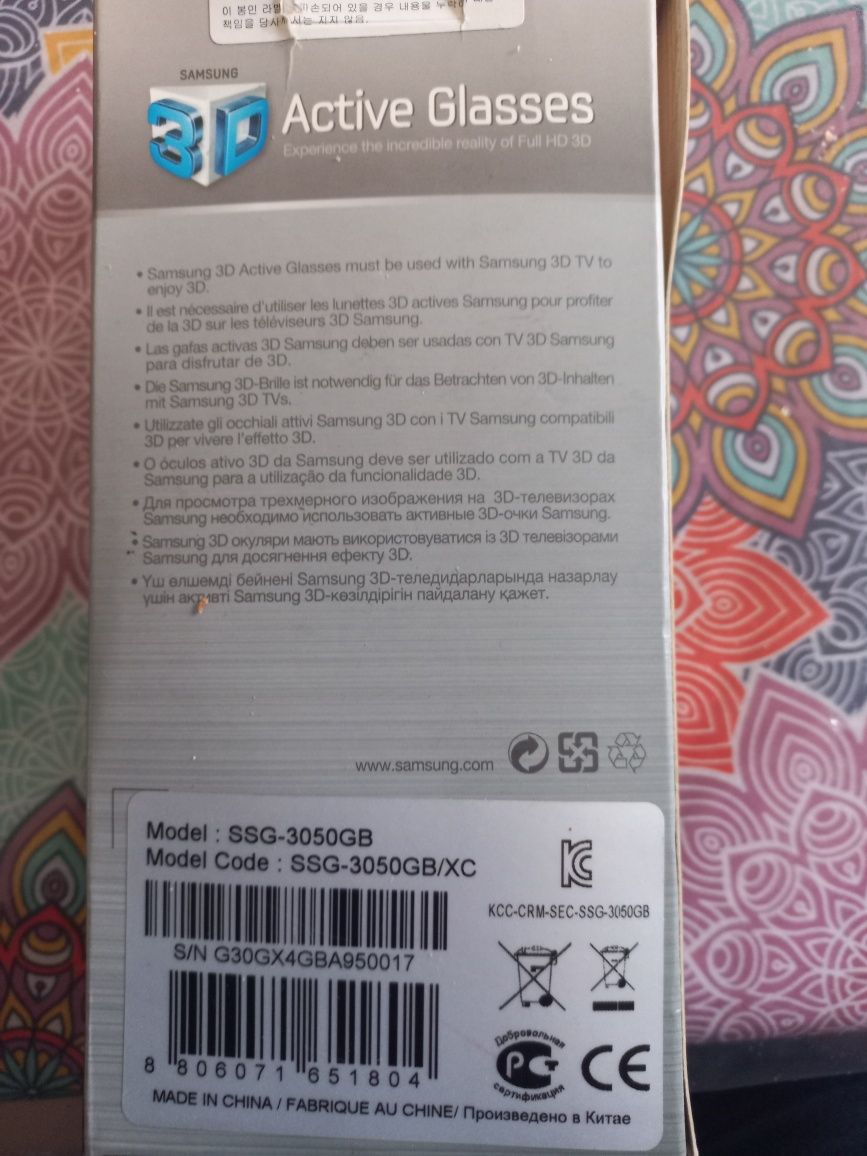 이 봉인 라벨
손되어 있을 경우 내용물 누락에
책임을 당사
는 지지 않음.
SAMSUNG
3D Active Glasses
Experience the incredible reality of Full HD 3D
• Samsung 3D Active Glasses must be used with Samsung 3D TV to
enjoy 3D.
• Il est nécessaire d'utiliser les lunettes 3D actives Samsung pour profiter
de la 3D sur les téléviseurs 3D Samsung.
• Las gafas activas 3D Samsung deben ser usadas con TV 3D Samsung
para disfrutar de 3D.
• Die Samsung 3D-Brille ist notwendig für das Betrachten von 3D-Inhalten
mit Samsung 3D TVs.
• Utilizzate gli occhiali attivi Samsung 3D con i TV Samsung compatibili
3D per vivere l'effetto 3D.
• O óculos ativo 3D da Samsung deve ser utilizado com a TV 3D da
Samsung para a utilização da funcionalidade 3D.
• Для просмотра трехмерного изображения на 3D-телевизорах
Samsung необходимо использовать активные 3D-очки Samsung.
• Samsung 3D окуляри мають використовуватися із 3D телевізорами
Samsung для досягнення ефекту 3D.
• Үш өлшемді бейнені Samsung 3D-теледидарларында назарлау
үшін активті Samsung 3D-көзілдірігін пайдалану қажет.
www.samsung.com
Model : SSG-3050GB
Model Code : SSG-3050GB/XC
KCC-CRM-SEC-SSG-3050GB
S/N G30GX4GBA950017
8 806071 651804
Добровольная
РСТ
сертификация
CE
MADE IN CHINA / FABRIQUE AU CHINE/ Произведено в Китае